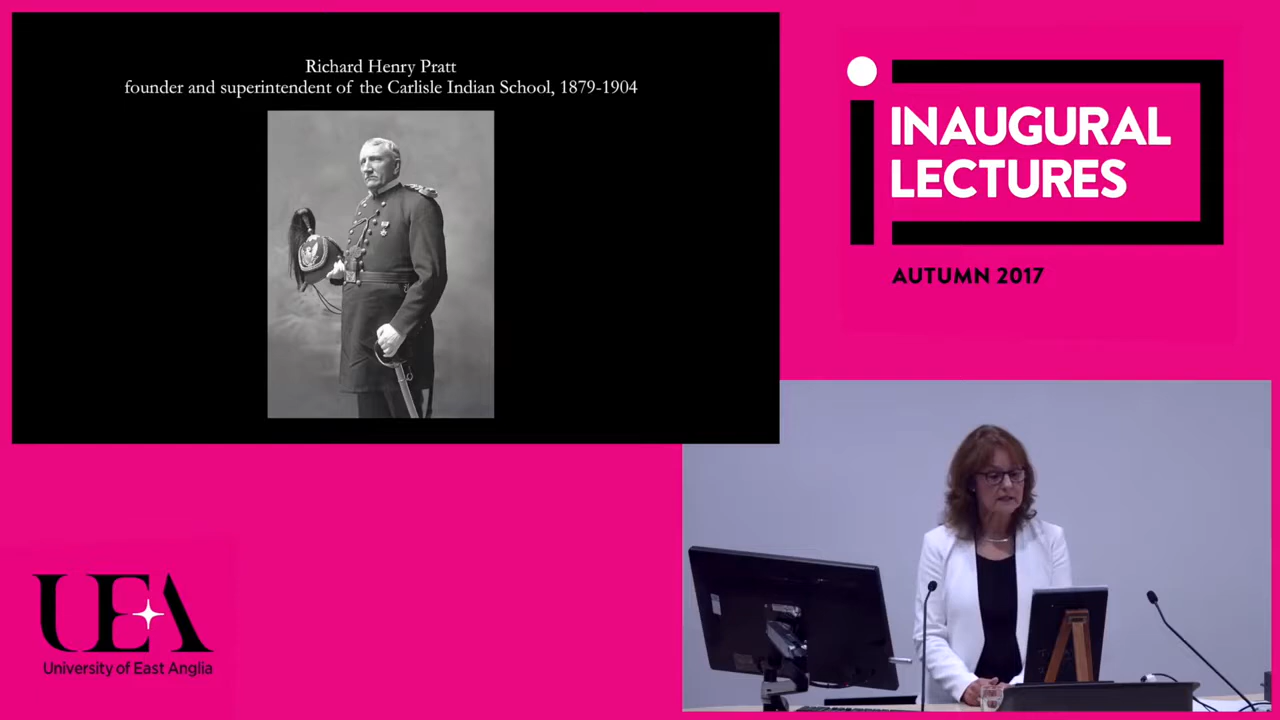 Richard Henry Pratt
founder and superintendent of the Carlisle Indian School, 1879-1904
INAUGURAL
LECTURES
AUTUMN 2017
UEA
University of East Anglia